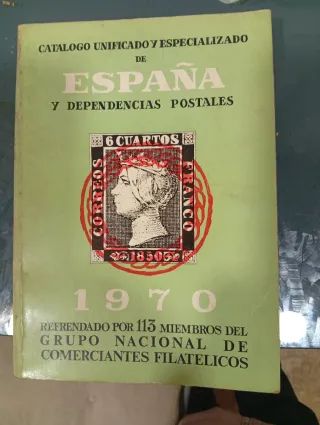 CATALOGO UNIFICADO Y ESPECIALIZADO
DE
ESPAÑA
Y DEPENDENCIAS POSTALES
6 CUARTOS
CORREOS
FRANCO
1850
1970
REFRENDADO POR 113 MIEMBROS DEL
GRUPO NACIONAL DE
COMERCIANTES FILATELICOS